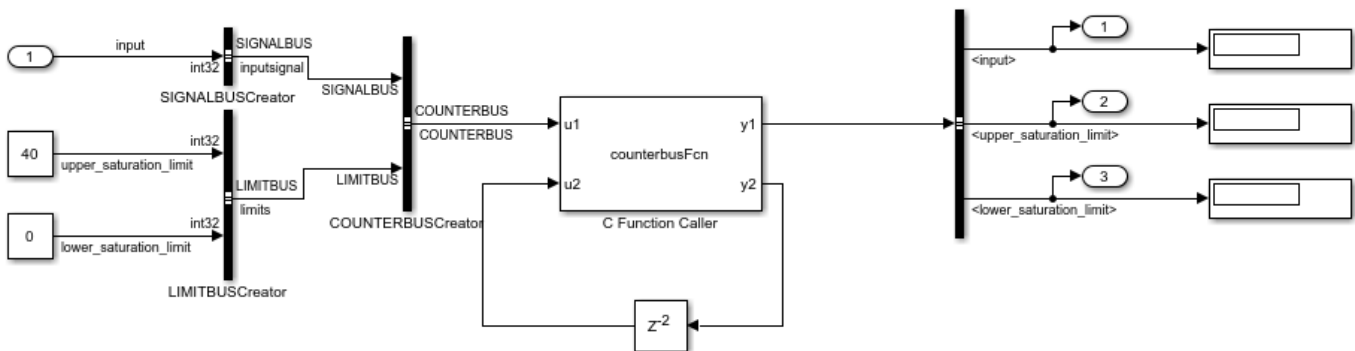 1
input
int32
SIGNALBUS
inputsignal
SIGNALBUSCreator
SIGNALBUS
40
int32
upper_saturation_limit
LIMITBUS
limits
LIMITBUS
0
int32
lower_saturation_limit
LIMITBUSCreator
COUNTERBUS
COUNTERBUS
COUNTERBUSCreator
u1
y1
counterbusFcn
u2
y2
C Function Caller
Z-2
1
<input>
2
<upper_saturation_limit>
3
<lower_saturation_limit>